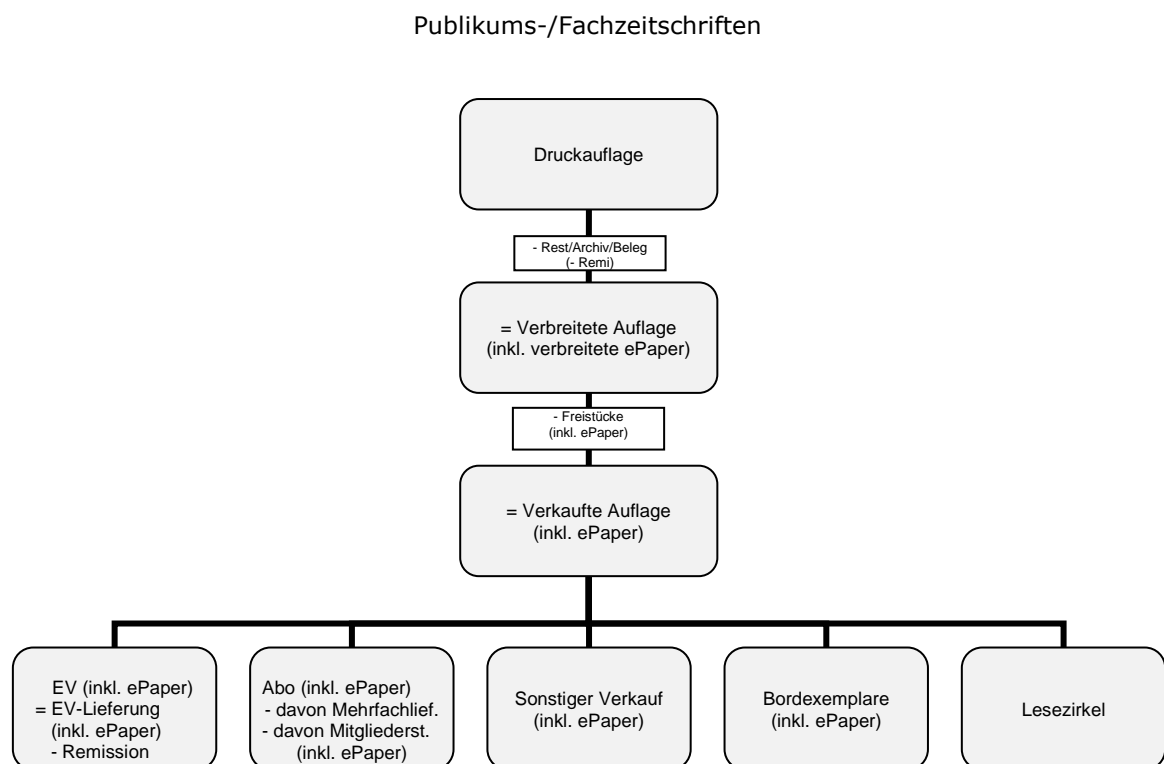 Publikums-/Fachzeitschriften
Druckauflage
- Rest/Archiv/Beleg
(- Remi)
= Verbreitete Auflage
(inkl. verbreitete ePaper)
- Freistücke
(inkl. ePaper)
= Verkaufte Auflage
(inkl. ePaper)
EV (inkl. ePaper)
= EV-Lieferung
(inkl. ePaper)
- Remission
Abo (inkl. ePaper)
- davon Mehrfachlief.
- davon Mitgliederst.
(inkl. ePaper)
Sonstiger Verkauf
(inkl. ePaper)
Bordexemplare
(inkl. ePaper)
Lesezirkel